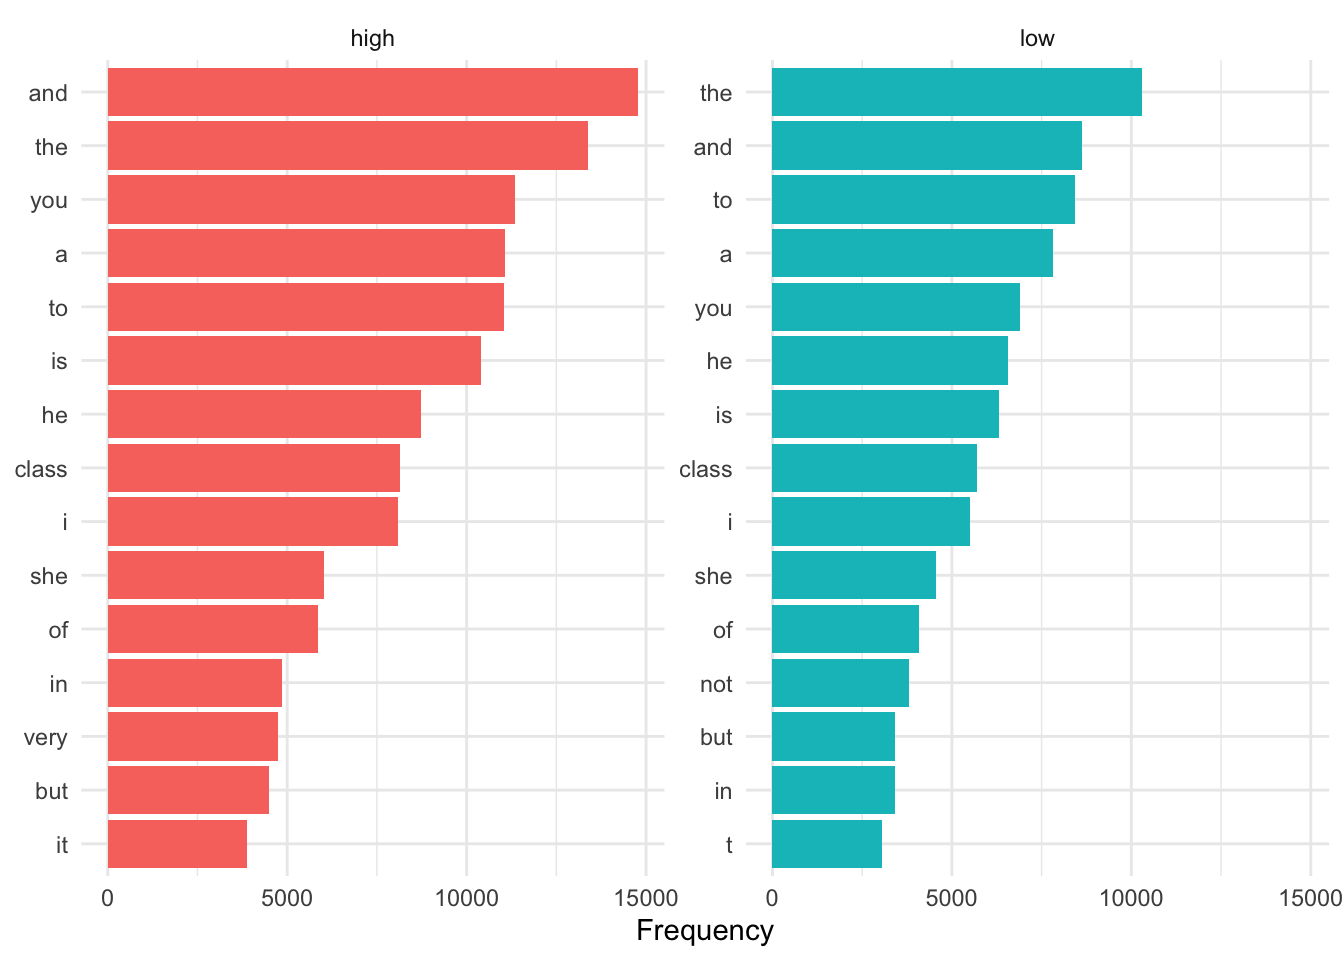 high
and
the
you
a
to
is
he
class
i
she
of
in
very
but
it
0 5000 10000 15000
low
the
and
to
a
you
he
is
class
i
she
of
not
but
in
t
0 5000 10000 15000
Frequency